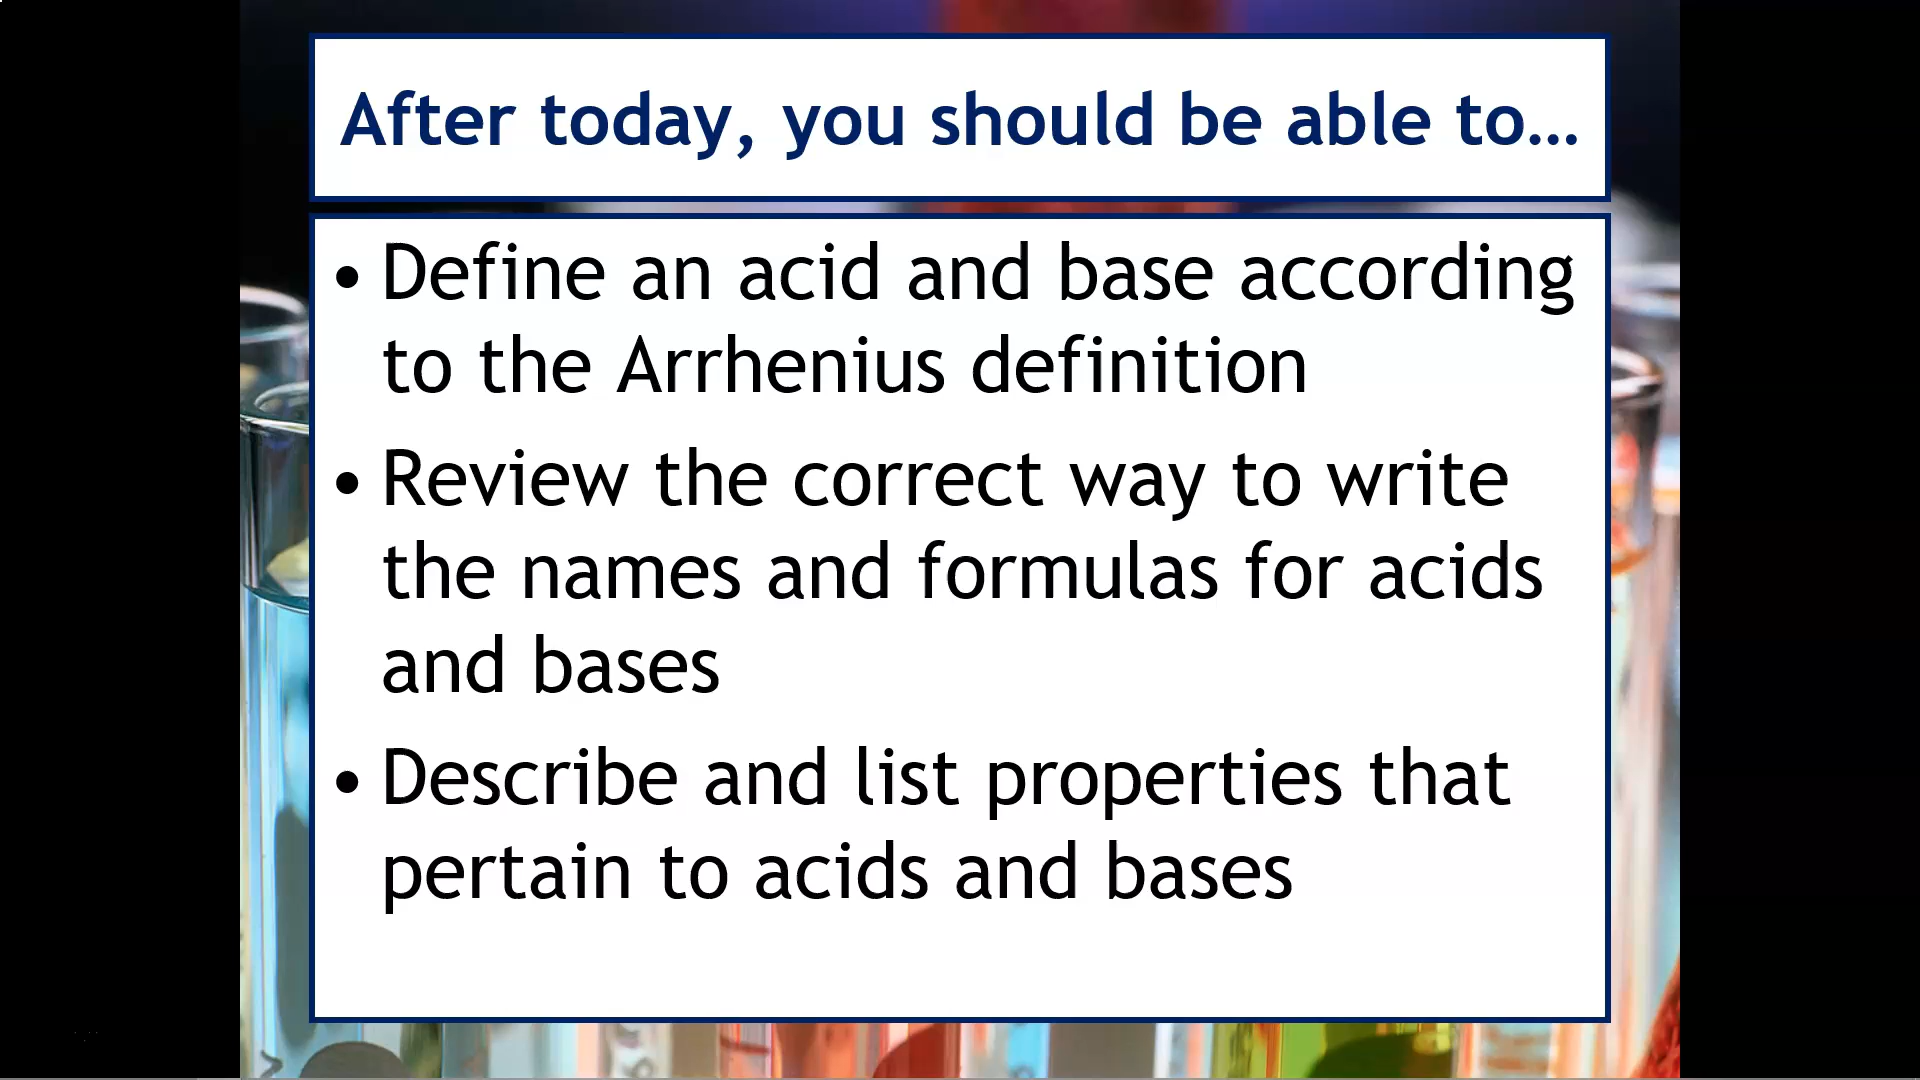 After today, you should be able to…
• Define an acid and base according
to the Arrhenius definition
• Review the correct way to write
the names and formulas for acids
and bases
• Describe and list properties that
pertain to acids and bases